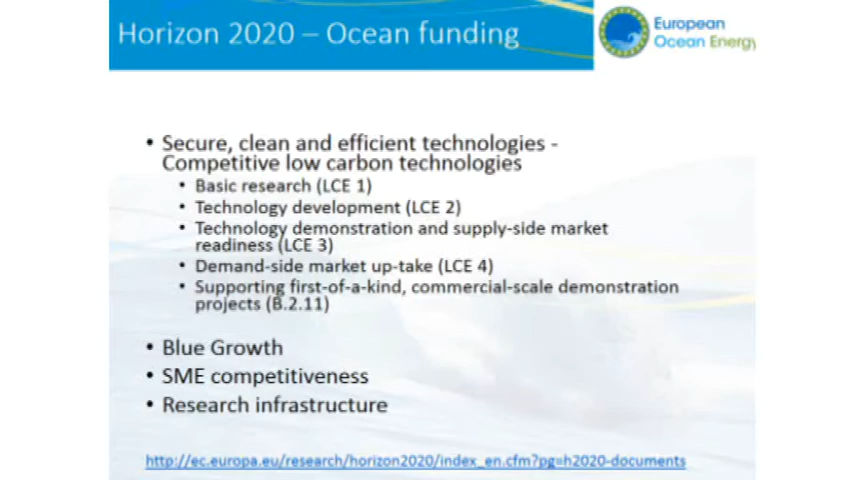 Horizon 2020 – Ocean funding
European
Ocean Energy
• Secure, clean and efficient technologies -
Competitive low carbon technologies
• Basic research (LCE 1)
• Technology development (LCE 2)
• Technology demonstration and supply-side market
readiness (LCE 3)
• Demand-side market up-take (LCE 4)
• Supporting first-of-a-kind, commercial-scale demonstration
projects (B.2.11)
• Blue Growth
• SME competitiveness
• Research infrastructure
http://ec.europa.eu/research/horizon2020/index_en.cfm?pg=h2020-documents